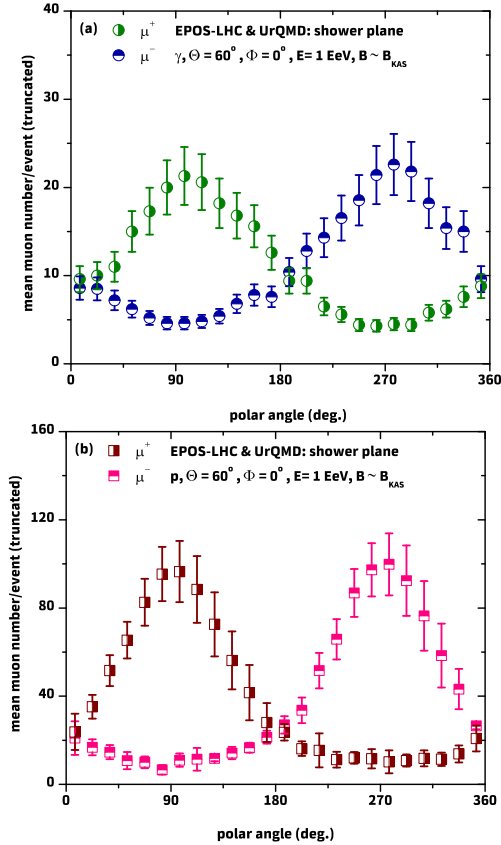 40
(a)
μ⁺ EPOS-LHC & UrQMD: shower plane
μ⁻ γ, Θ = 60°, Φ = 0°, E= 1 EeV, B ~ B_KAS
30
20
10
0
mean muon number/event (truncated)
0 90 180 270 360
polar angle (deg.)
160
(b)
μ⁺ EPOS-LHC & UrQMD: shower plane
μ⁻ p, Θ = 60°, Φ = 0°, E= 1 EeV, B ~ B_KAS
120
80
40
0
mean muon number/event (truncated)
0 90 180 270 360
polar angle (deg.)